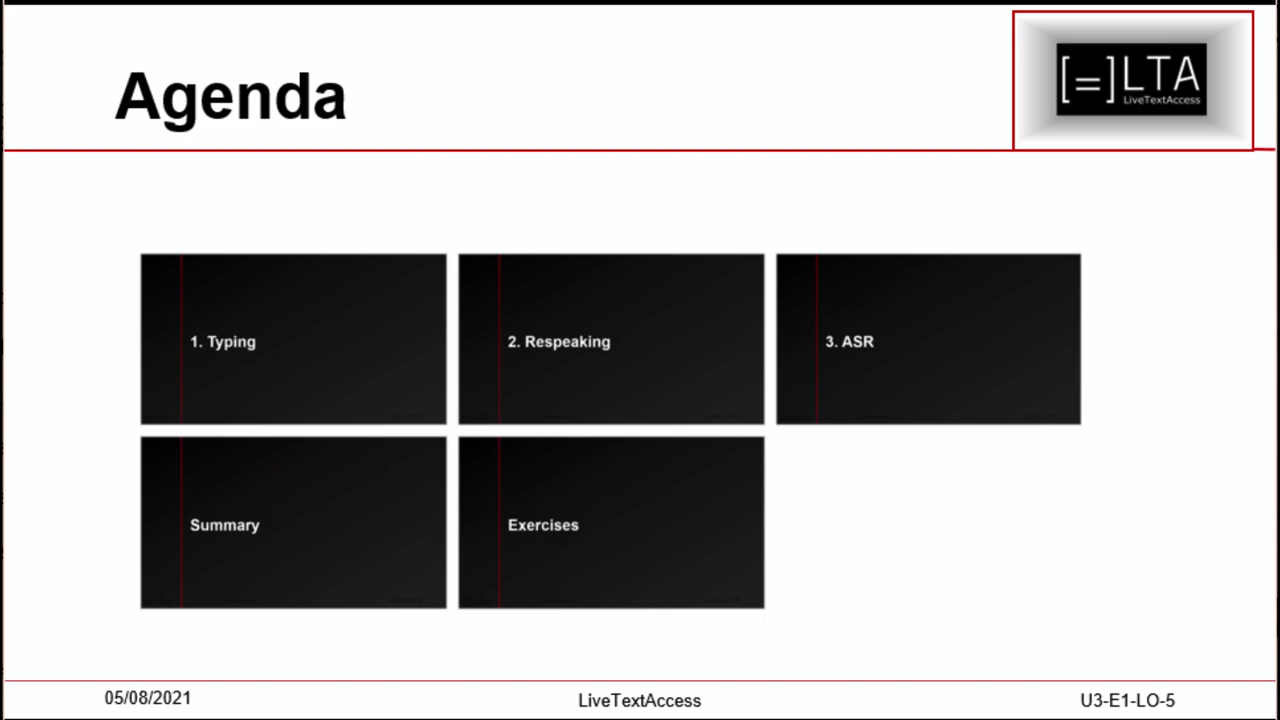 Agenda
[=]LTA
LiveTextAccess
1. Typing
2. Respeaking
3. ASR
Summary
Exercises
05/08/2021
LiveTextAccess
U3-E1-LO-5